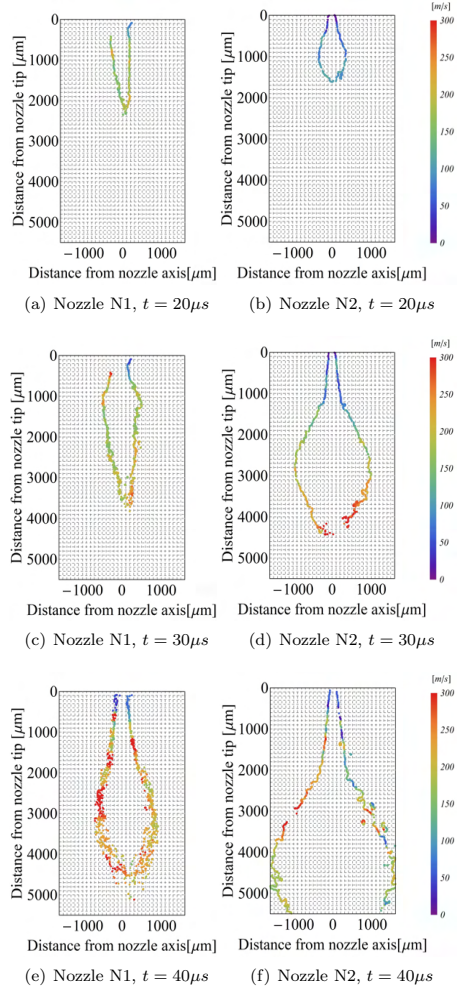 [m/s]
0
1000
2000
3000
4000
5000
Distance from nozzle tip [μm]
−1000 0 1000
Distance from nozzle axis[μm]
(a) Nozzle N1, t = 20μs
0
1000
2000
3000
4000
5000
Distance from nozzle tip [μm]
−1000 0 1000
Distance from nozzle axis[μm]
(b) Nozzle N2, t = 20μs
300
250
200
150
100
50
0
[m/s]
0
1000
2000
3000
4000
5000
Distance from nozzle tip [μm]
−1000 0 1000
Distance from nozzle axis[μm]
(c) Nozzle N1, t = 30μs
0
1000
2000
3000
4000
5000
Distance from nozzle tip [μm]
−1000 0 1000
Distance from nozzle axis[μm]
(d) Nozzle N2, t = 30μs
300
250
200
150
100
50
0
[m/s]
0
1000
2000
3000
4000
5000
Distance from nozzle tip [μm]
−1000 0 1000
Distance from nozzle axis[μm]
(e) Nozzle N1, t = 40μs
0
1000
2000
3000
4000
5000
Distance from nozzle tip [μm]
−1000 0 1000
Distance from nozzle axis[μm]
(f) Nozzle N2, t = 40μs
300
250
200
150
100
50
0